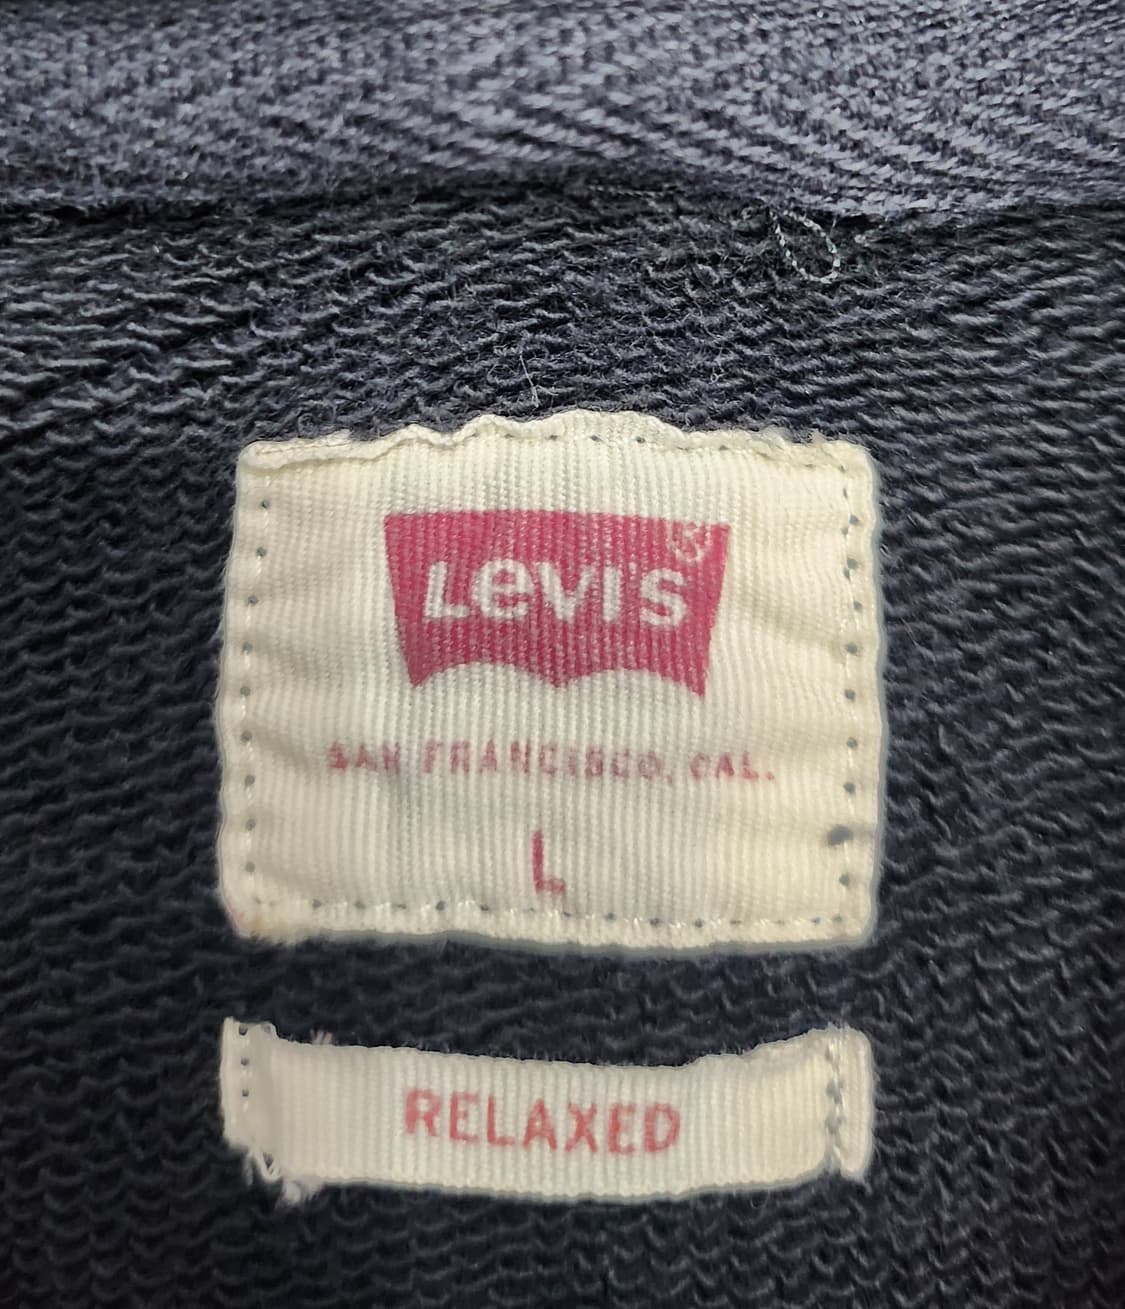 Levi's®
SAN FRANCISCO, CAL.
L
RELAXED